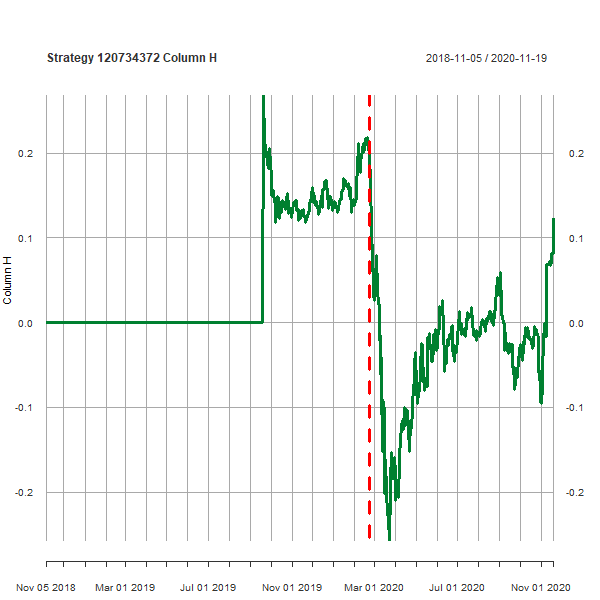 Strategy 120734372 Column H
2018-11-05 / 2020-11-19
Column H
0.2
0.1
0.0
-0.1
-0.2
0.2
0.1
0.0
-0.1
-0.2
Nov 05 2018
Mar 01 2019
Jul 01 2019
Nov 01 2019
Mar 01 2020
Jul 01 2020
Nov 01 2020